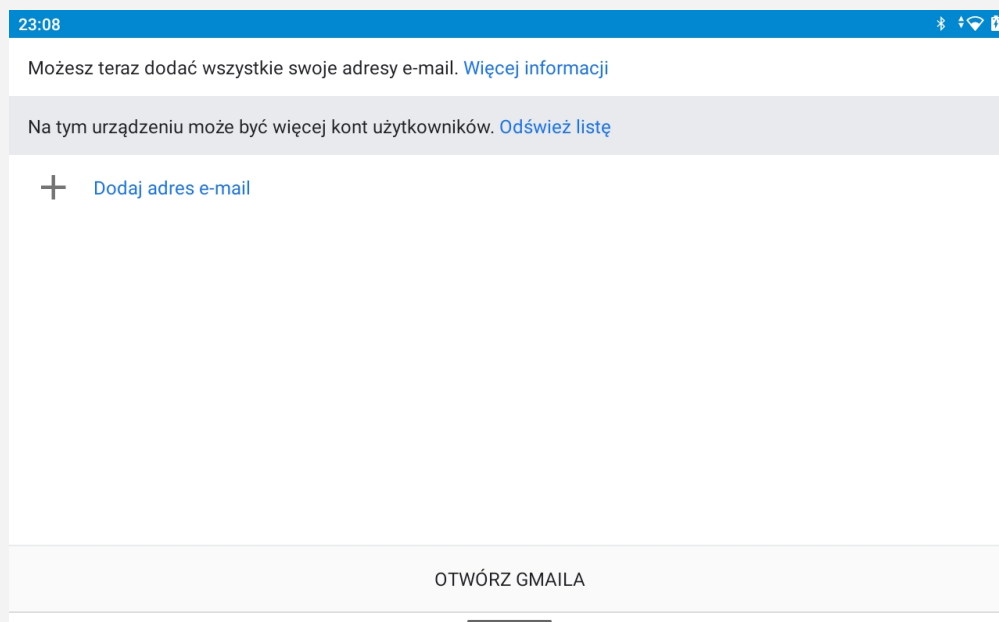 23:08
Możesz teraz dodać wszystkie swoje adresy e-mail. Więcej informacji
Na tym urządzeniu może być więcej kont użytkowników. Odśwież listę
Dodaj adres e-mail
OTWÓRZ GMAILA